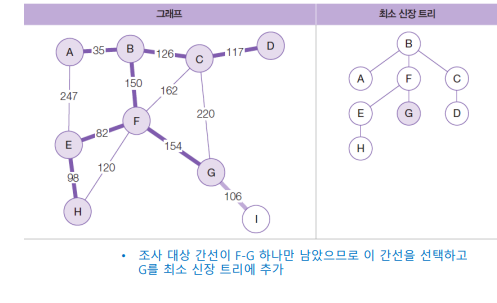 그래프
최소 신장 트리
A
35
B
126
C
117
D
247
150
162
220
E
82
F
154
G
98
120
106
H
I
B
A
F
C
E
G
D
H
• 조사 대상 간선이 F-G 하나만 남았으므로 이 간선을 선택하고
G를 최소 신장 트리에 추가